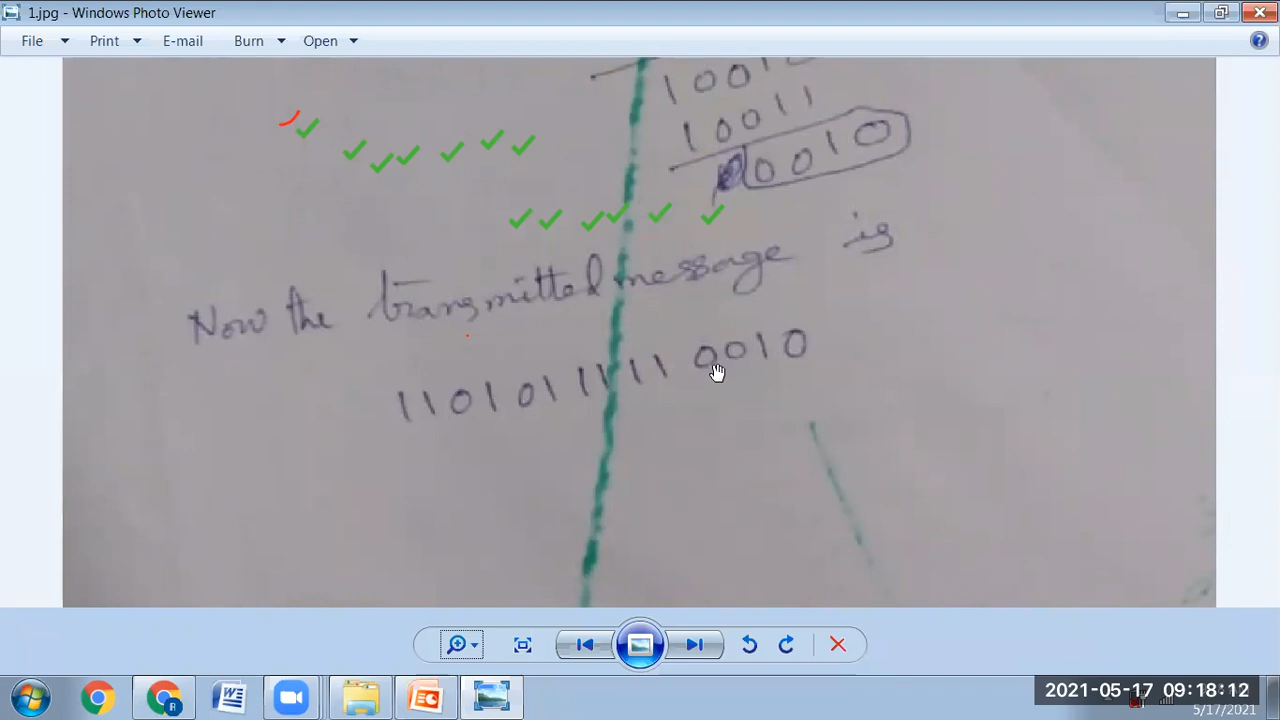 1.jpg - Windows Photo Viewer
File Print E-mail Burn Open
10010
10011
00010
Now the transmitted message is
11010111110010
2021-05-17 09:18:12
5/17/2021